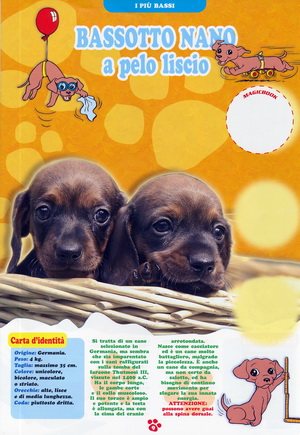 I PIÙ BASSI
BASSOTTO NANO
a pelo liscio
MAGICBOOK
Carta d'identità
Origine: Germania.
Peso: 4 kg.
Taglia: massimo 35 cm.
Colore: unicolore,
bicolore, maculato
o striato.
Orecchie: alte, lisce
e di media lunghezza.
Coda: piuttosto dritta.
Si tratta di un cane
selezionato in
Germania, ma sembra
che sia imparentato
con i cani raffigurati
sulla tomba del
faraone Thutmosi III,
vissuto nel 1.500 a.C.
Ha il corpo lungo,
le gambe corte
e il collo muscoloso.
Il suo torace è ampio
e potente, la testa
è allungata, ma con
la cima del cranio
arrotondata.
Nasce come cacciatore
ed è un cane molto
battagliero, malgrado
la piccolezza. È anche
un cane da compagnia,
ma non certo da
salotto, ed ha
bisogno di continuo
movimento per
sfogare la sua innata
energia.
ATTENZIONE:
possono avere guai
alla spina dorsale.